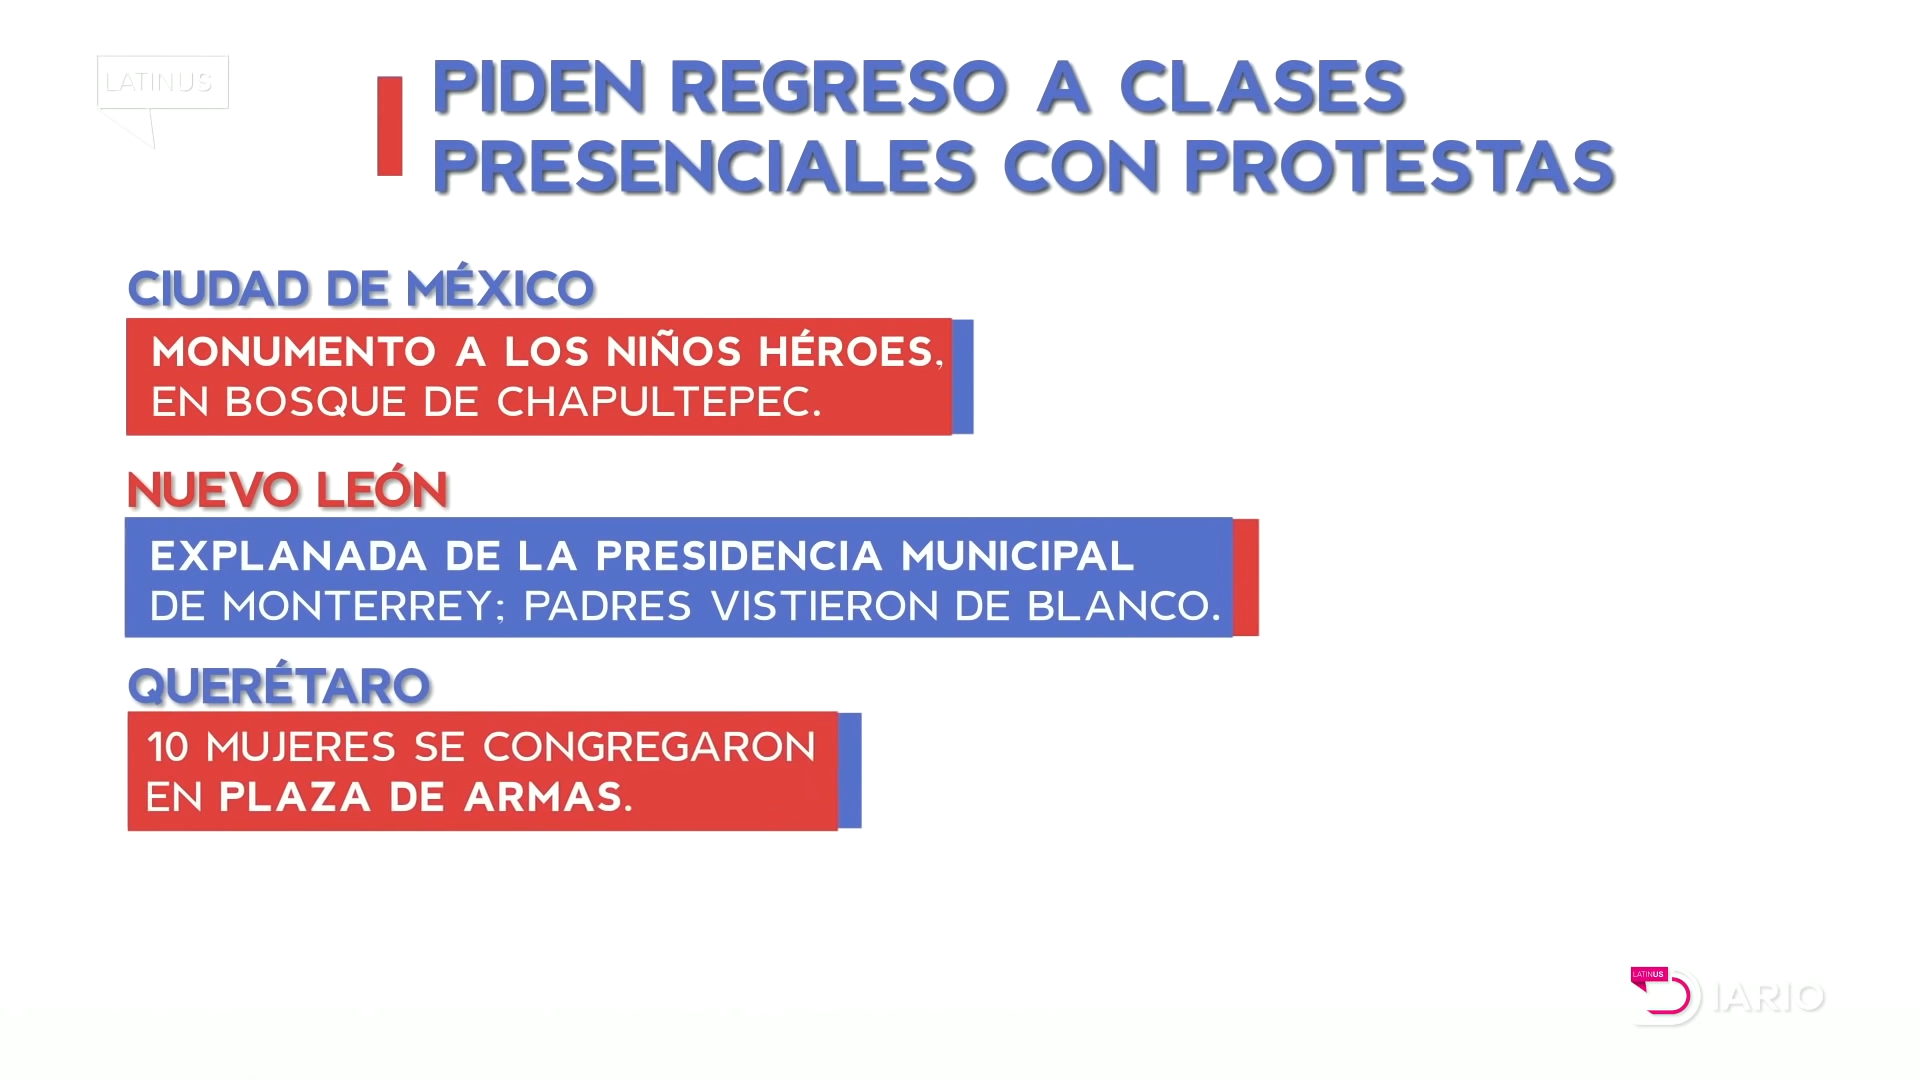 LATINUS
PIDEN REGRESO A CLASES
PRESENCIALES CON PROTESTAS
CIUDAD DE MÉXICO
MONUMENTO A LOS NIÑOS HÉROES,
EN BOSQUE DE CHAPULTEPEC.
NUEVO LEÓN
EXPLANADA DE LA PRESIDENCIA MUNICIPAL
DE MONTERREY; PADRES VISTIERON DE BLANCO.
QUERÉTARO
10 MUJERES SE CONGREGARON
EN PLAZA DE ARMAS.
LATINUS
DIARIO